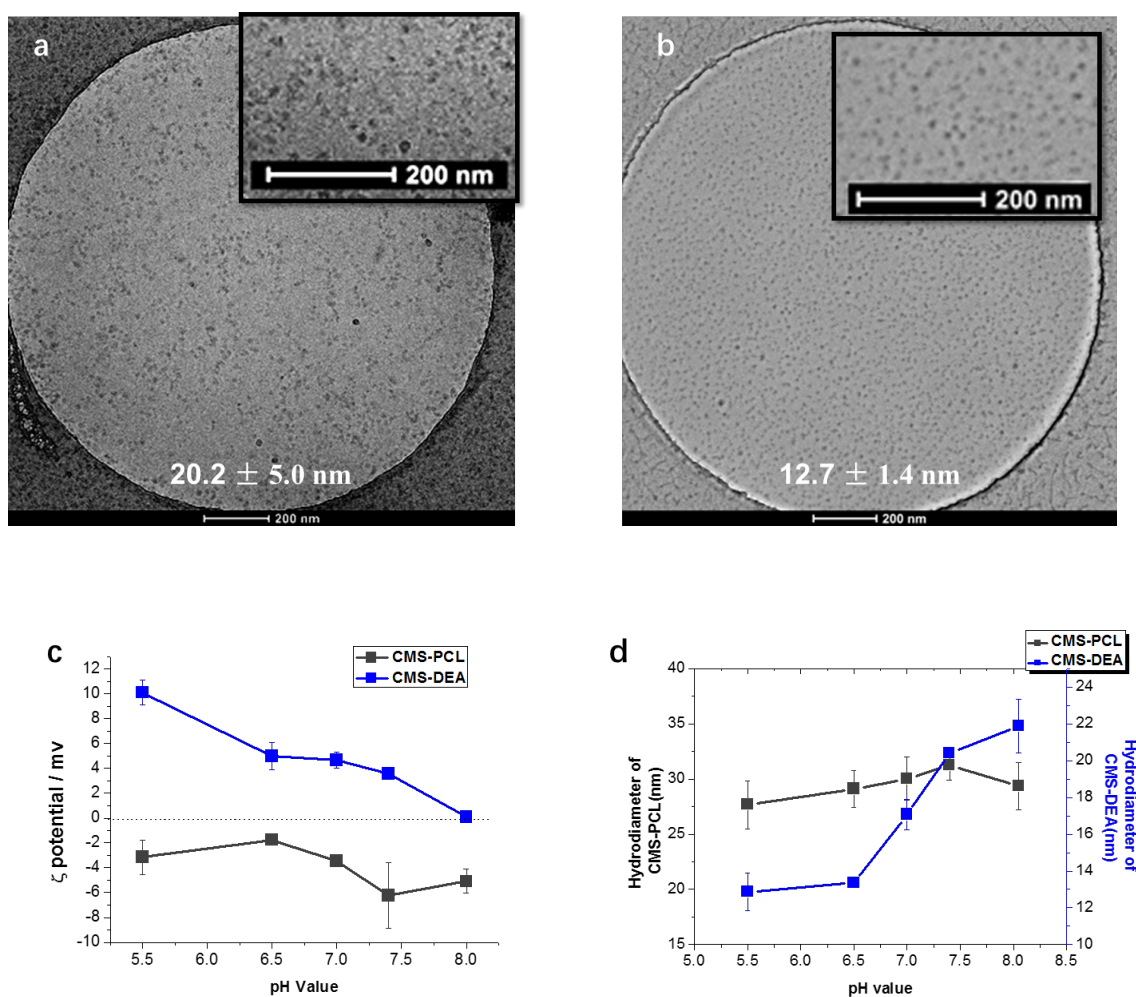 a
200 nm
20.2 ± 5.0 nm
200 nm
b
200 nm
12.7 ± 1.4 nm
200 nm
c
CMS-PCL
CMS-DEA
12
10
8
6
4
2
0
-2
-4
-6
-8
-10
ζ potential / mv
5.5 6.0 6.5 7.0 7.5 8.0
pH Value
d
CMS-PCL
CMS-DEA
40
35
30
25
20
15
Hydrodiameter of
CMS-PCL(nm)
24
22
20
18
16
14
12
10
Hydrodiameter of
CMS-DEA(nm)
5.0 5.5 6.0 6.5 7.0 7.5 8.0 8.5
pH value